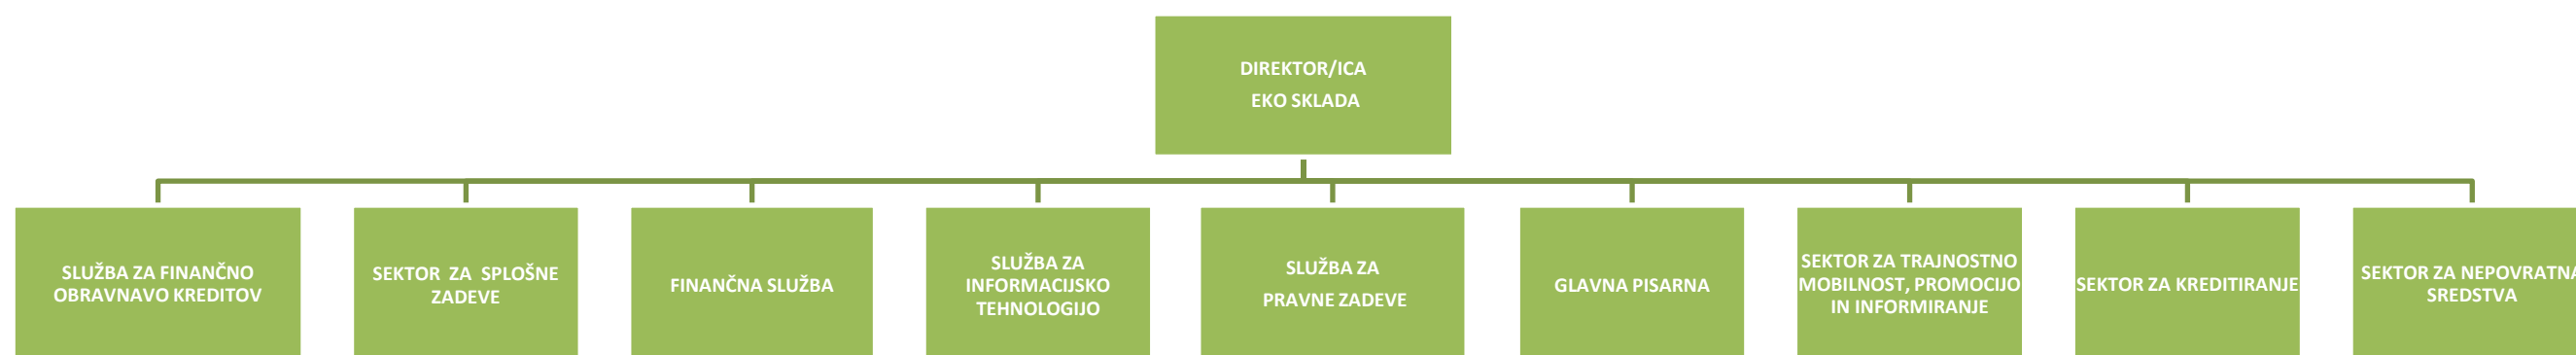 DIREKTOR/ICA
EKO SKLADA
SLUŽBA ZA FINANČNO
OBRAVNAVO KREDITOV
SEKTOR ZA SPLOŠNE
ZADEVE
FINANČNA SLUŽBA
SLUŽBA ZA
INFORMACIJSKO
TEHNOLOGIJO
SLUŽBA ZA
PRAVNE ZADEVE
GLAVNA PISARNA
SEKTOR ZA TRAJNOSTNO
MOBILNOST, PROMOCIJO
IN INFORMIRANJE
SEKTOR ZA KREDITIRANJE
SEKTOR ZA NEPOVRATNA
SREDSTVA